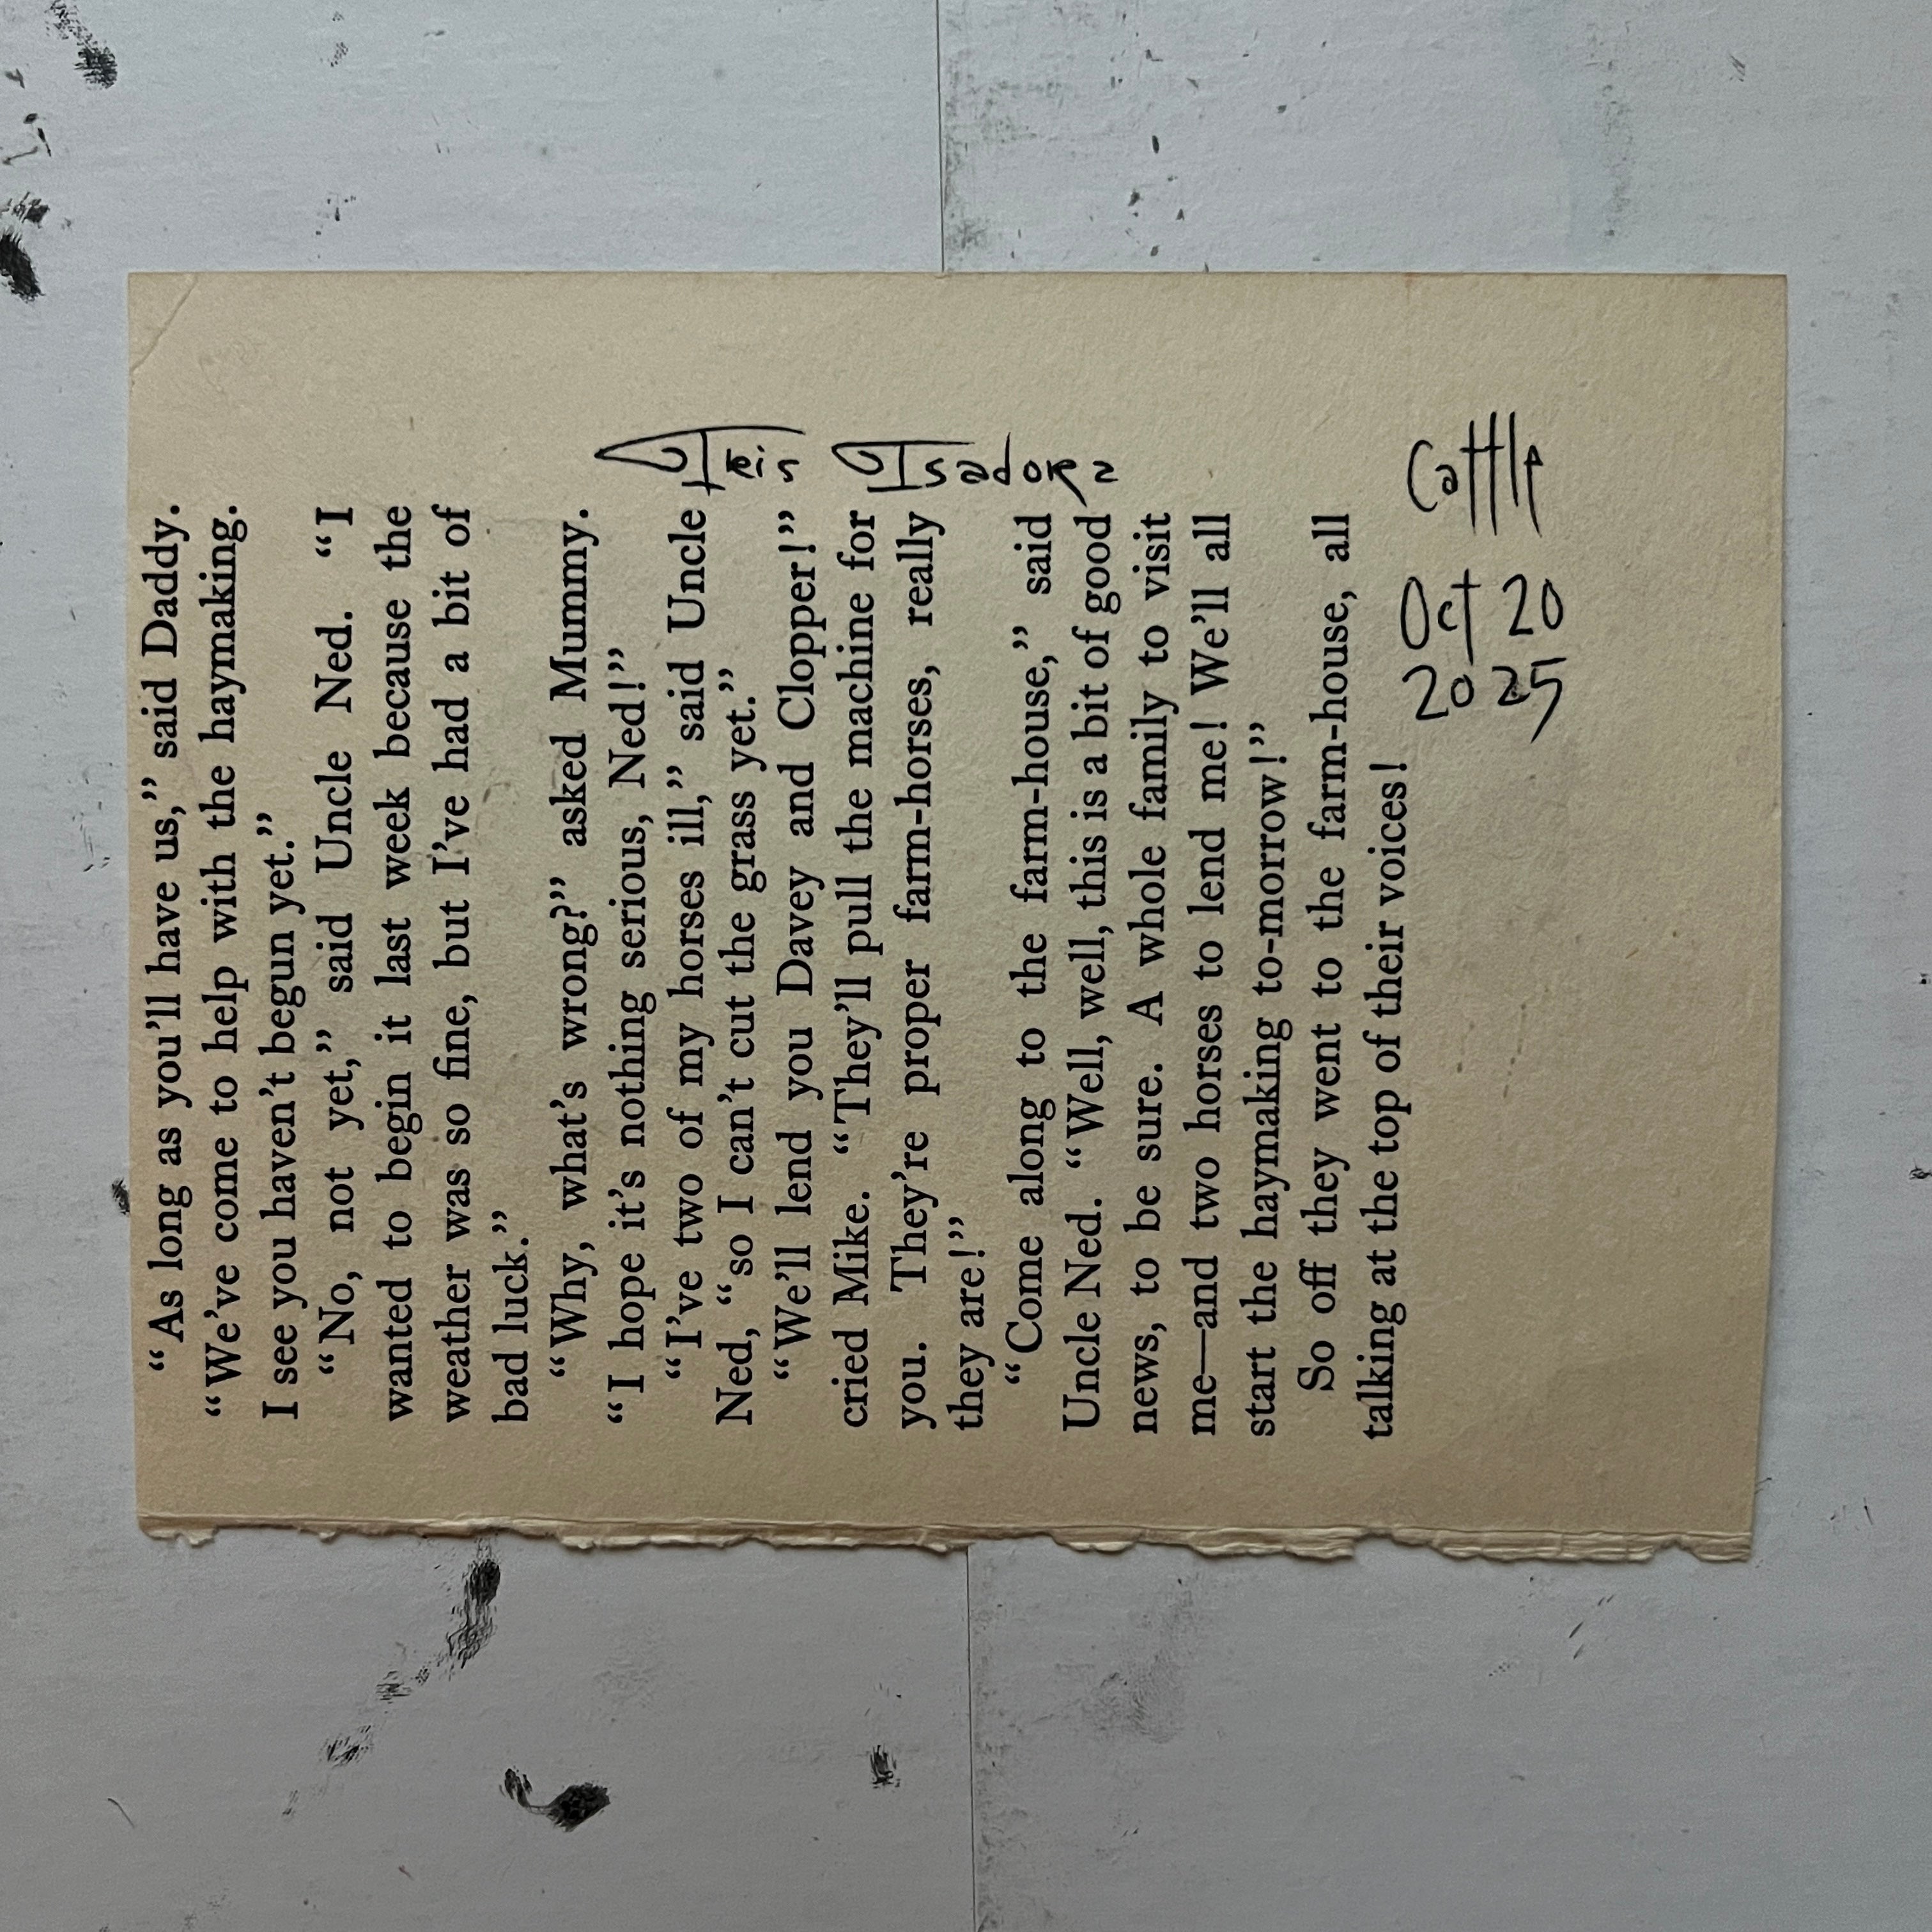 “As long as you’ll have us,” said Daddy.
“We’ve come to help with the haymaking.
I see you haven’t begun yet.”
“No, not yet,” said Uncle Ned. “I
wanted to begin it last week because the
weather was so fine, but I’ve had a bit of
bad luck.”
“Why, what’s wrong?” asked Mummy.
“I hope it’s nothing serious, Ned!”
“I’ve two of my horses ill,” said Uncle
Ned, “so I can’t cut the grass yet.”
“We’ll lend you Davey and Clopper!”
cried Mike. “They’ll pull the machine for
you. They’re proper farm-horses, really
they are!”
“Come along to the farm-house,” said
Uncle Ned. “Well, well, this is a bit of good
news, to be sure. A whole family to visit
me—and two horses to lend me! We’ll all
start the haymaking to-morrow!”
So off they went to the farm-house, all
talking at the top of their voices!
Isadora
Oct 20
2025